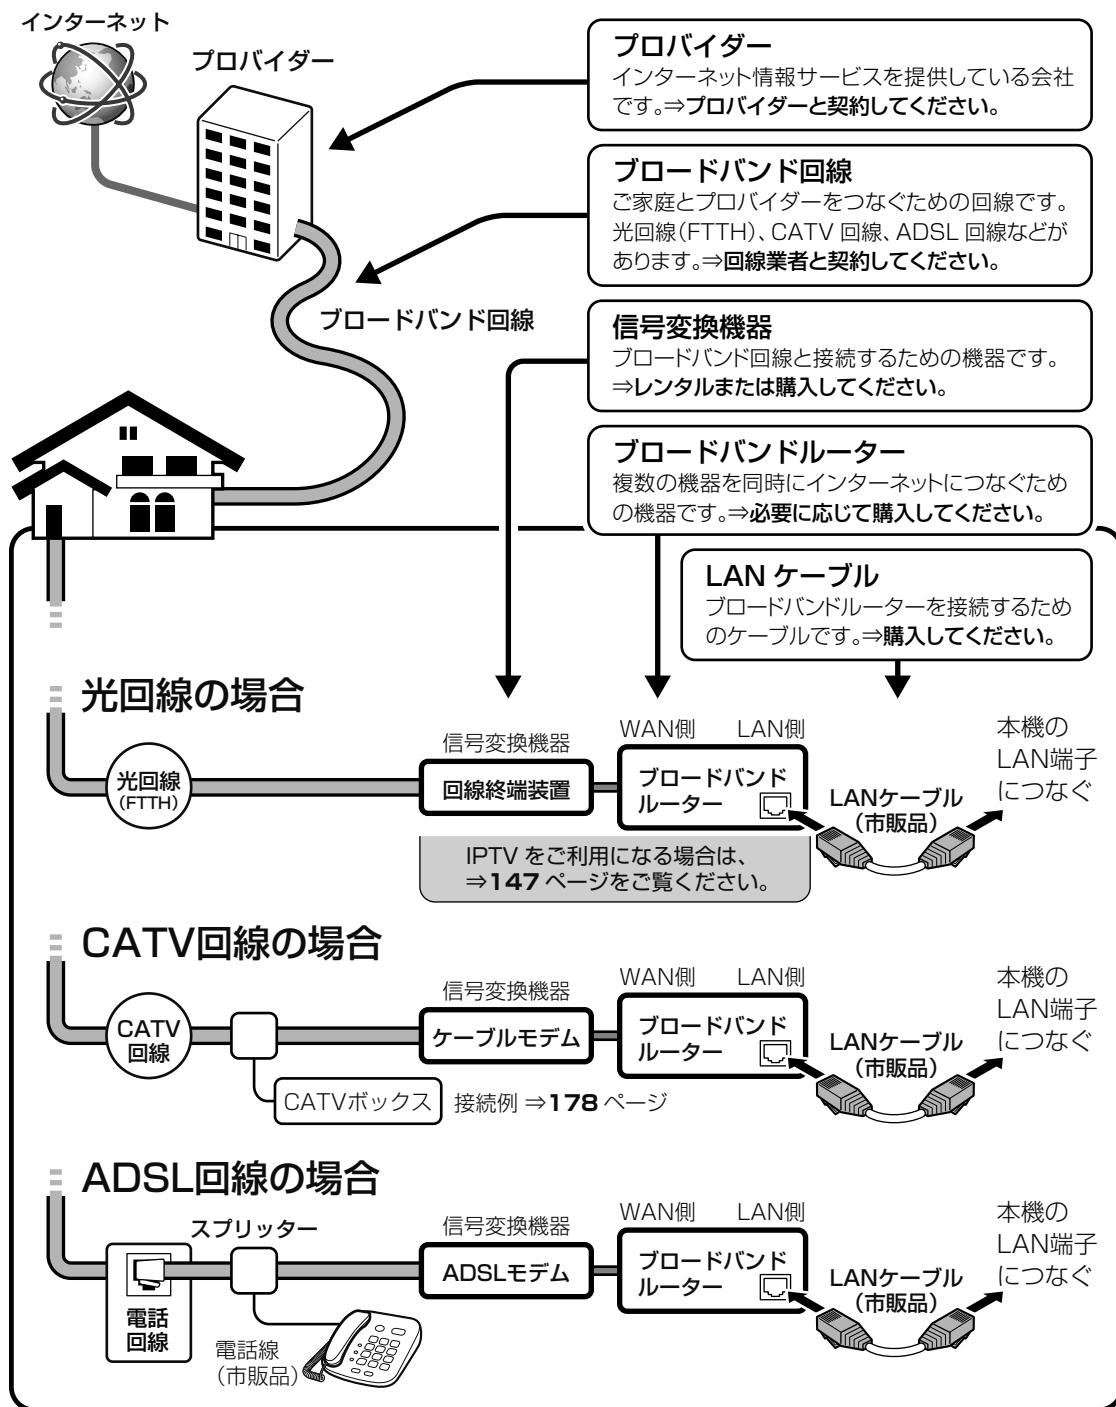 インターネット
プロバイダー
プロバイダー
インターネット情報サービスを提供している会社
です。⇒プロバイダーと契約してください。
ブロードバンド回線
ご家庭とプロバイダーをつなぐための回線です。
光回線(FTTH)、CATV 回線、ADSL 回線などが
あります。⇒回線業者と契約してください。
ブロードバンド回線
信号変換機器
ブロードバンド回線と接続するための機器です。
⇒レンタルまたは購入してください。
ブロードバンドルーター
複数の機器を同時にインターネットにつなぐため
の機器です。⇒必要に応じて購入してください。
LAN ケーブル
ブロードバンドルーターを接続するため
のケーブルです。⇒購入してください。
光回線の場合
光回線
(FTTH)
信号変換機器
回線終端装置
WAN側 LAN側
ブロードバンド
ルーター
LANケーブル
(市販品)
本機の
LAN端子
につなぐ
IPTV をご利用になる場合は、
⇒147 ページをご覧ください。
CATV回線の場合
CATV
回線
信号変換機器
ケーブルモデム
WAN側 LAN側
ブロードバンド
ルーター
LANケーブル
(市販品)
本機の
LAN端子
につなぐ
CATVボックス 接続例 ⇒178 ページ
ADSL回線の場合
スプリッター
電話
回線
電話線
(市販品)
信号変換機器
ADSLモデム
WAN側 LAN側
ブロードバンド
ルーター
LANケーブル
(市販品)
本機の
LAN端子
につなぐ